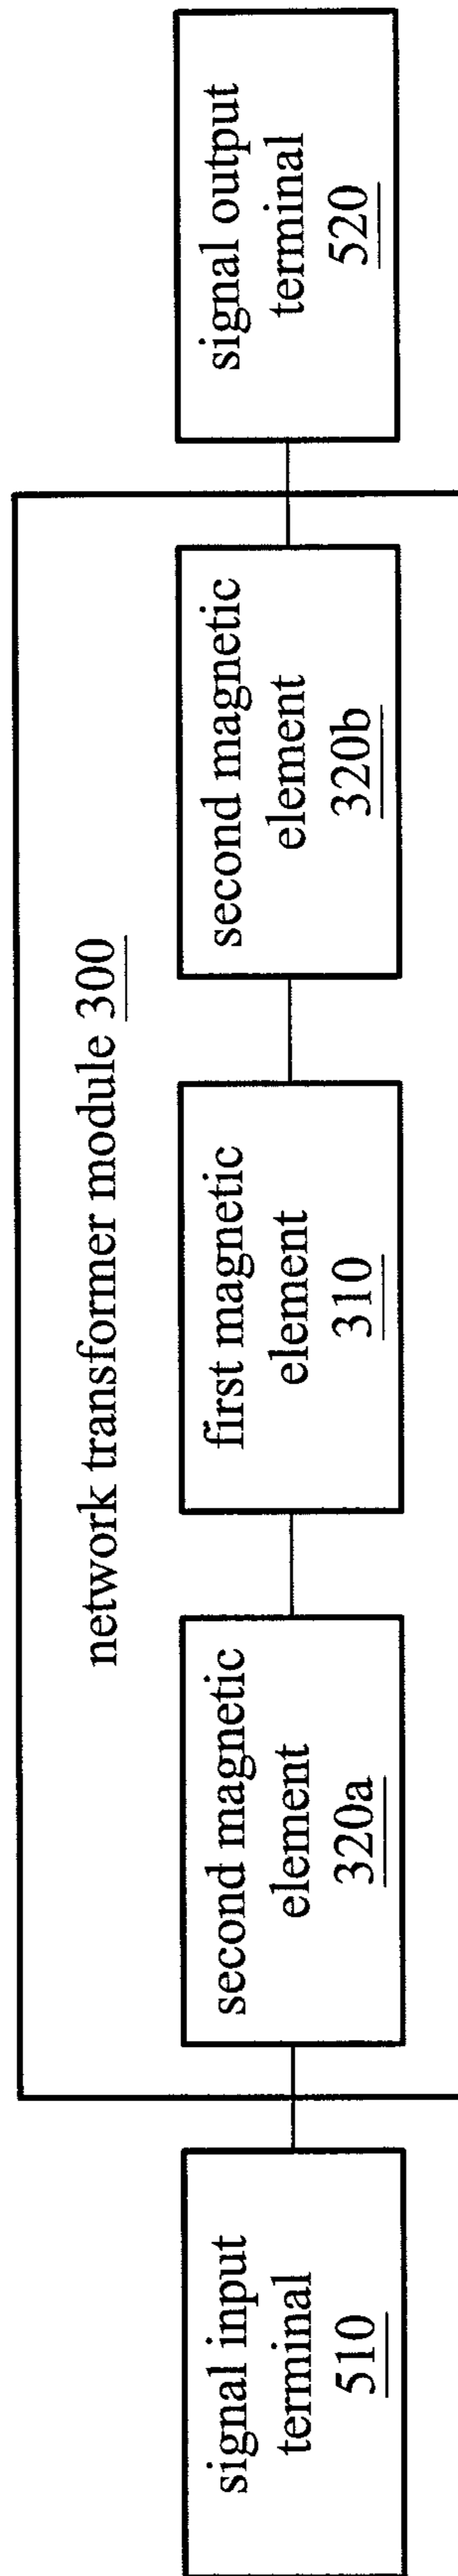 network transformer module 300
signal input
terminal
510
second magnetic
element
320a
first magnetic
element
310
second magnetic
element
320b
signal output
terminal
520